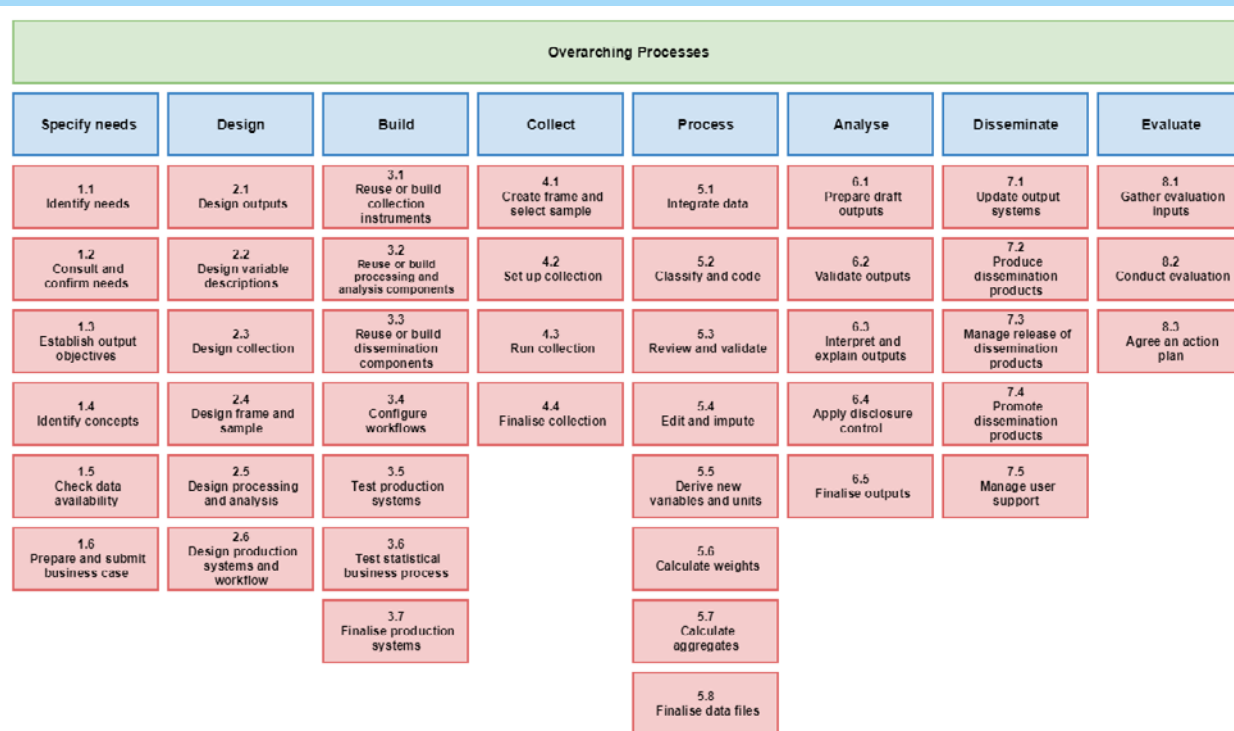 Overarching Processes
Specify needs
Design
Build
Collect
Process
Analyse
Disseminate
Evaluate
1.1
Identify needs
1.2
Consult and
confirm needs
1.3
Establish output
objectives
1.4
Identify concepts
1.5
Check data
availability
1.6
Prepare and submit
business case
2.1
Design outputs
2.2
Design variable
descriptions
2.3
Design collection
2.4
Design frame and
sample
2.5
Design processing
and analysis
2.6
Design production
systems and
workflow
3.1
Reuse or build
collection
instruments
3.2
Reuse or build
processing and
analysis components
3.3
Reuse or build
dissemination
components
3.4
Configure
workflows
3.5
Test production
systems
3.6
Test statistical
business process
3.7
Finalise production
systems
4.1
Create frame and
select sample
4.2
Set up collection
4.3
Run collection
4.4
Finalise collection
5.1
Integrate data
5.2
Classify and code
5.3
Review and validate
5.4
Edit and impute
5.5
Derive new
variables and units
5.6
Calculate weights
5.7
Calculate
aggregates
5.8
Finalise data files
6.1
Prepare draft
outputs
6.2
Validate outputs
6.3
Interpret and
explain outputs
6.4
Apply disclosure
control
6.5
Finalise outputs
7.1
Update output
systems
7.2
Produce
dissemination
products
7.3
Manage release of
dissemination
products
7.4
Promote
dissemination
products
7.5
Manage user
support
8.1
Gather evaluation
inputs
8.2
Conduct evaluation
8.3
Agree an action
plan